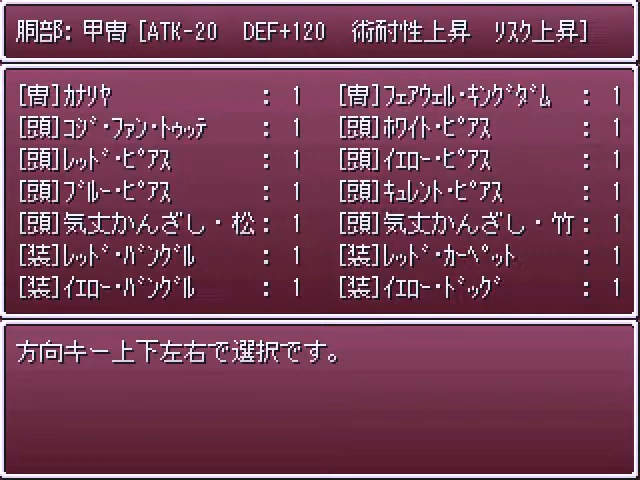 胴部: 甲冑 [ATK-20 DEF+120 術耐性上昇 ﾘｽｸ上昇]
[冑]ｶﾅﾘﾔ : 1 [冑]ﾌｪｱｳｪﾙ･ｷﾝｸﾞﾀﾞﾑ : 1
[頭]ｺｼﾞ･ﾌｧﾝ･ﾄｩｯﾃ : 1 [頭]ﾎﾜｲﾄ･ﾋﾟｱｽ : 1
[頭]ﾚｯﾄﾞ･ﾋﾟｱｽ : 1 [頭]ｲｴﾛｰ･ﾋﾟｱｽ : 1
[頭]ﾌﾞﾙｰ･ﾋﾟｱｽ : 1 [頭]ｷｭﾚﾝﾄ･ﾋﾟｱｽ : 1
[頭]気丈かんざし・松 : 1 [頭]気丈かんざし・竹 : 1
[装]ﾚｯﾄﾞ･ﾊﾞﾝｸﾞﾙ : 1 [装]ﾚｯﾄﾞ･ｶｰﾍﾟｯﾄ : 1
[装]ｲｴﾛｰ･ﾊﾞﾝｸﾞﾙ : 1 [装]ｲｴﾛｰ･ﾄﾞｯｸﾞ : 1
方向キー上下左右で選択です。